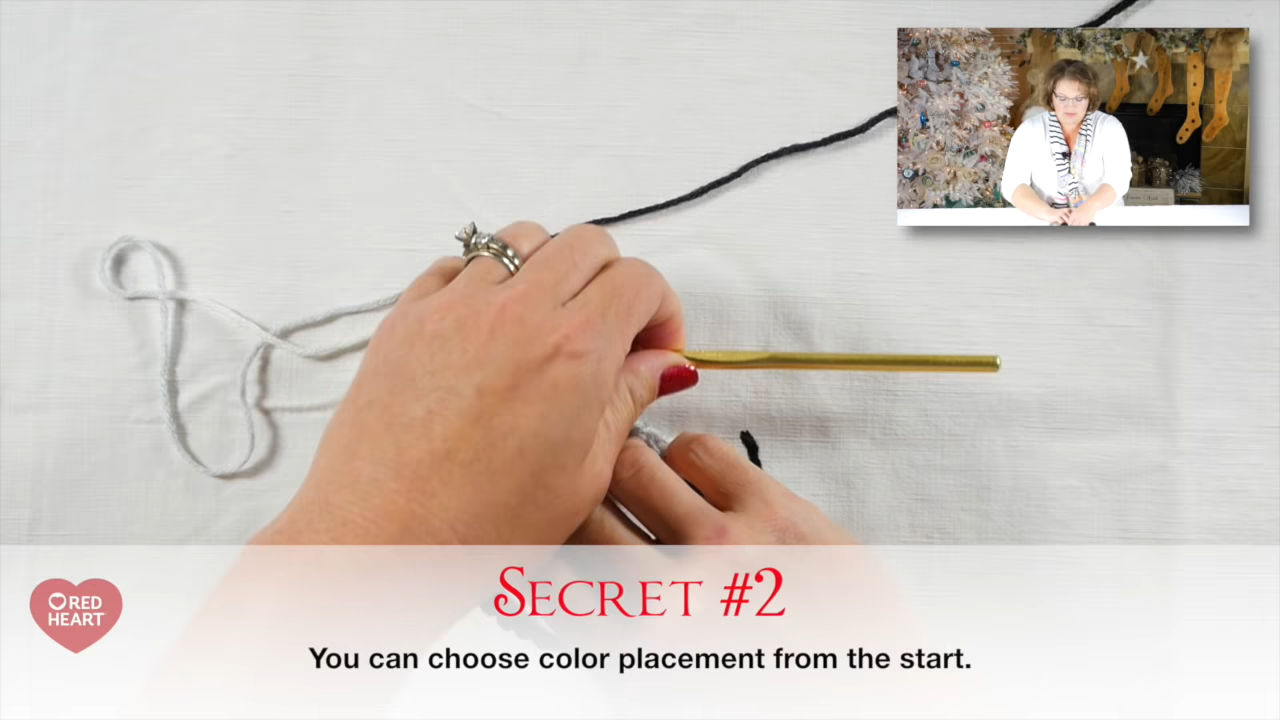 SECRET #2
RED
HEART
You can choose color placement from the start.